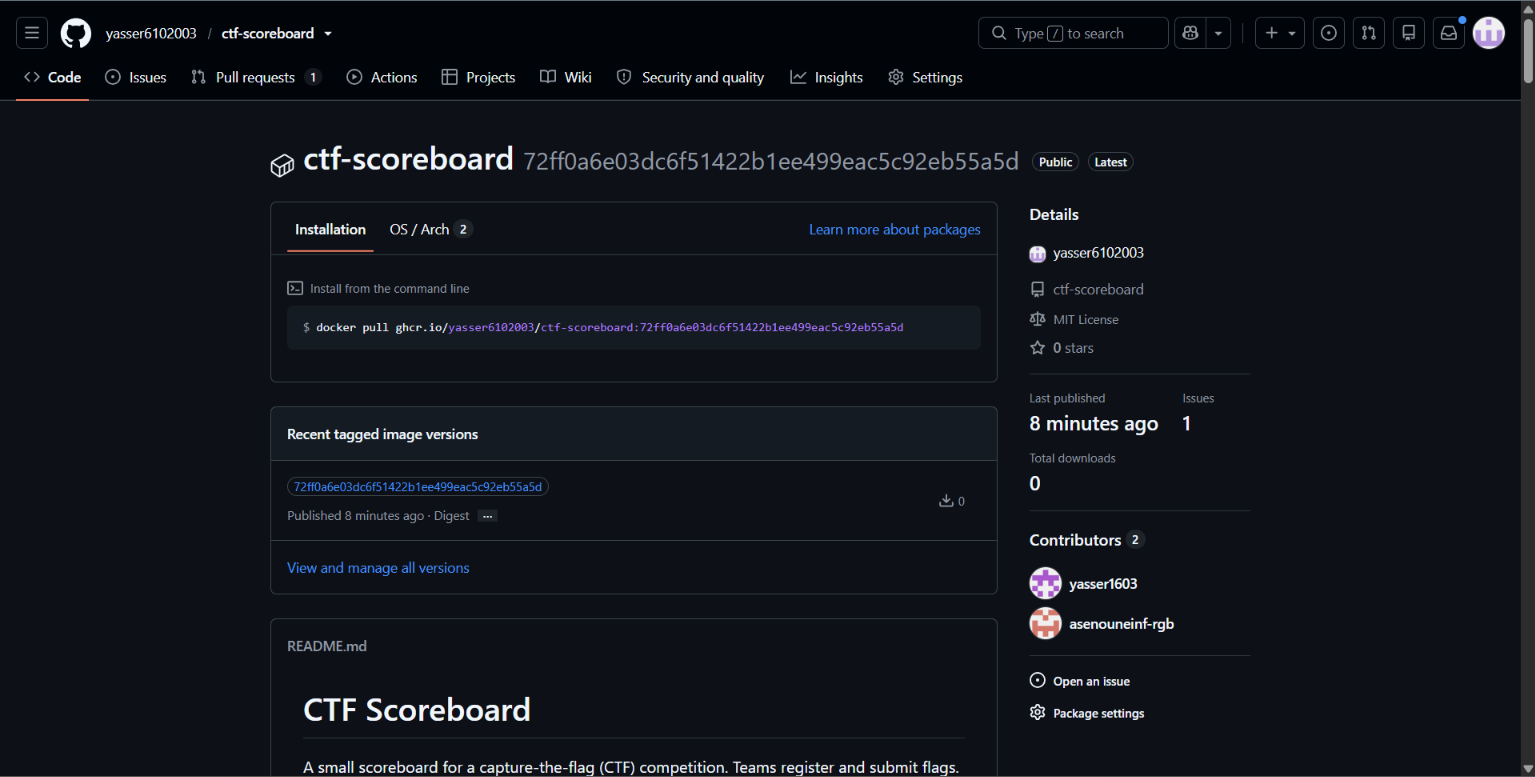 yasser6102003 / ctf-scoreboard
Type / to search
Code Issues Pull requests 1 Actions Projects Wiki Security and quality Insights Settings
ctf-scoreboard 72ff0a6e03dc6f51422b1ee499eac5c92eb55a5d Public Latest
Installation OS / Arch 2 Learn more about packages
Install from the command line
$ docker pull ghcr.io/yasser6102003/ctf-scoreboard:72ff0a6e03dc6f51422b1ee499eac5c92eb55a5d
Recent tagged image versions
72ff0a6e03dc6f51422b1ee499eac5c92eb55a5d
Published 8 minutes ago · Digest ...
0
View and manage all versions
README.md
CTF Scoreboard
A small scoreboard for a capture-the-flag (CTF) competition. Teams register and submit flags.
Details
yasser6102003
ctf-scoreboard
MIT License
0 stars
Last published Issues
8 minutes ago 1
Total downloads
0
Contributors 2
yasser1603
asenouneinf-rgb
Open an issue
Package settings